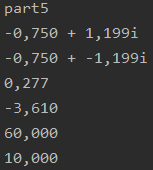 part5
-0,750 + 1,199i
-0,750 + -1,199i
0,277
-3,610
60,000
10,000